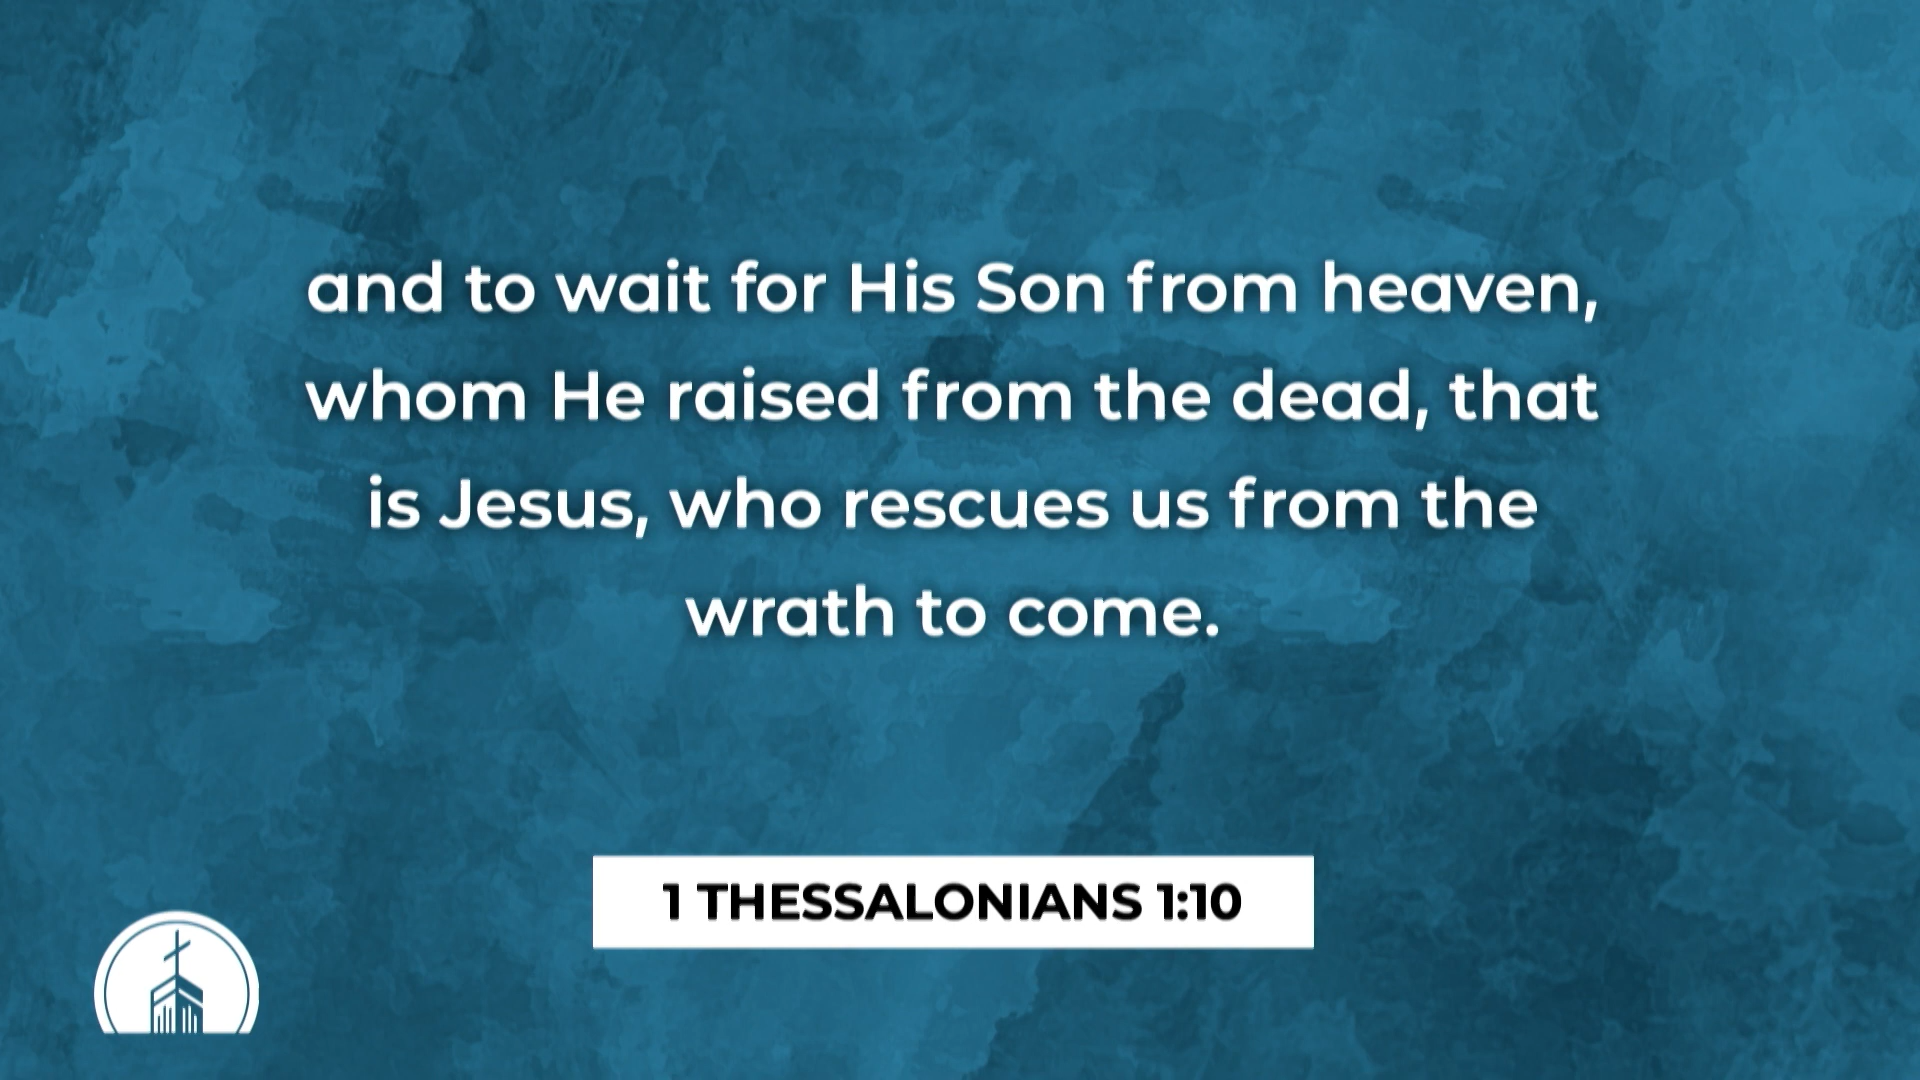 and to wait for His Son from heaven,
whom He raised from the dead, that
is Jesus, who rescues us from the
wrath to come.
1 THESSALONIANS 1:10